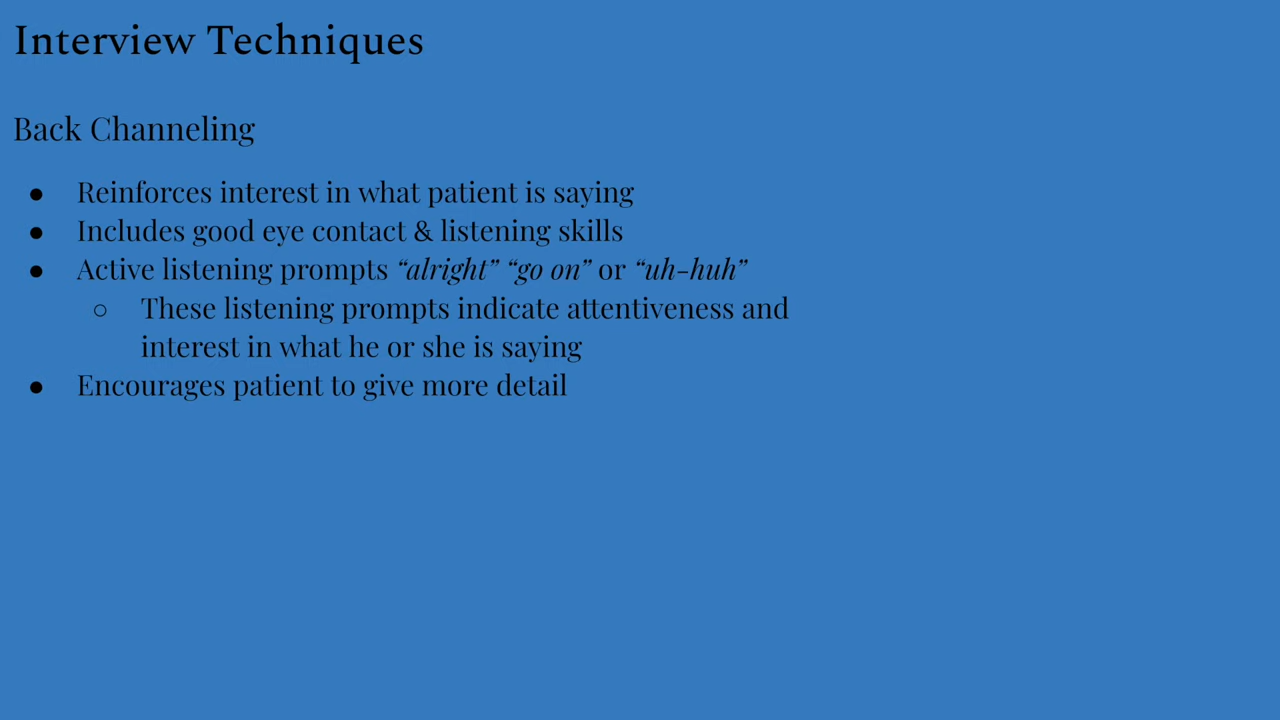 Interview Techniques
Back Channeling
● Reinforces interest in what patient is saying
● Includes good eye contact & listening skills
● Active listening prompts “alright” “go on” or “uh-huh”
○ These listening prompts indicate attentiveness and
interest in what he or she is saying
● Encourages patient to give more detail